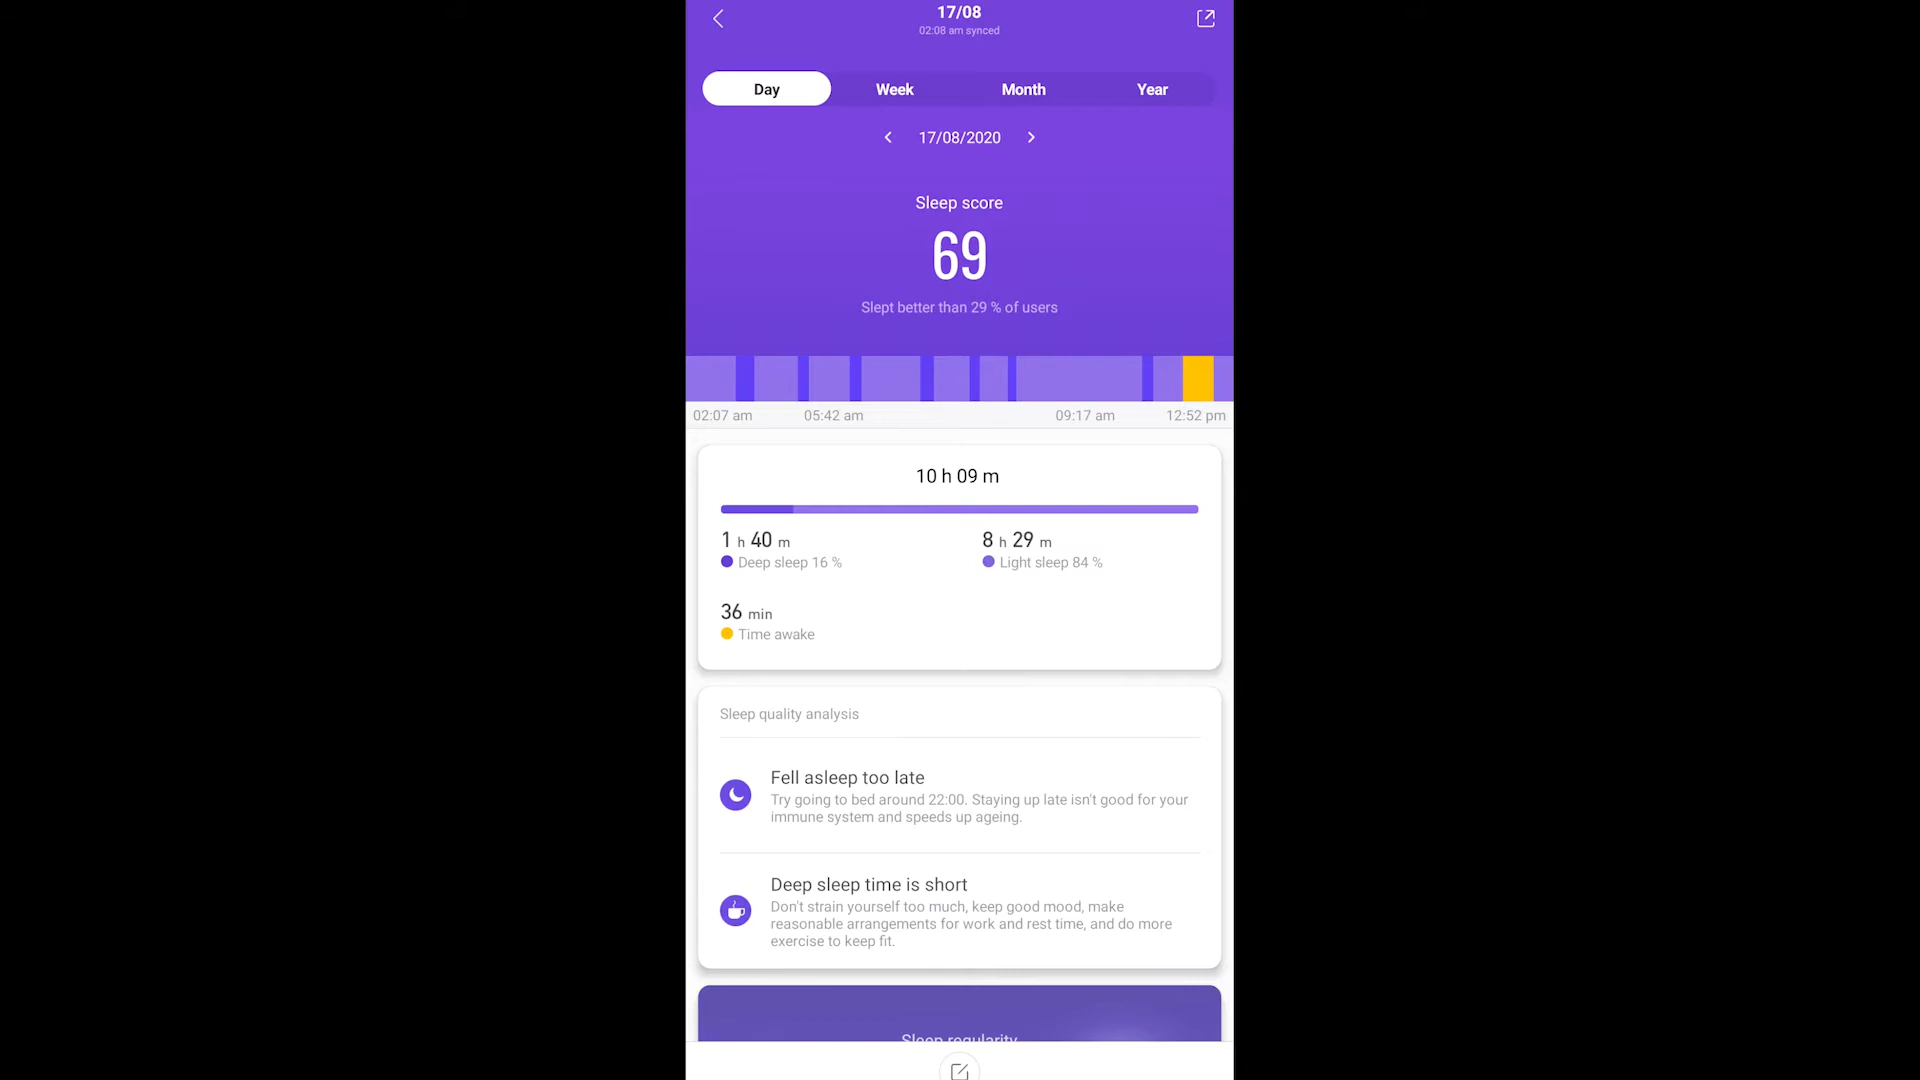 17/08
02:08 am synced
Day Week Month Year
17/08/2020
Sleep score
69
Slept better than 29 % of users
02:07 am 05:42 am 09:17 am 12:52 pm
10 h 09 m
1 h 40 m 8 h 29 m
Deep sleep 16 % Light sleep 84 %
36 min
Time awake
Sleep quality analysis
Fell asleep too late
Try going to bed around 22:00. Staying up late isn't good for your
immune system and speeds up ageing.
Deep sleep time is short
Don't strain yourself too much, keep good mood, make
reasonable arrangements for work and rest time, and do more
exercise to keep fit.
Sleep regularity